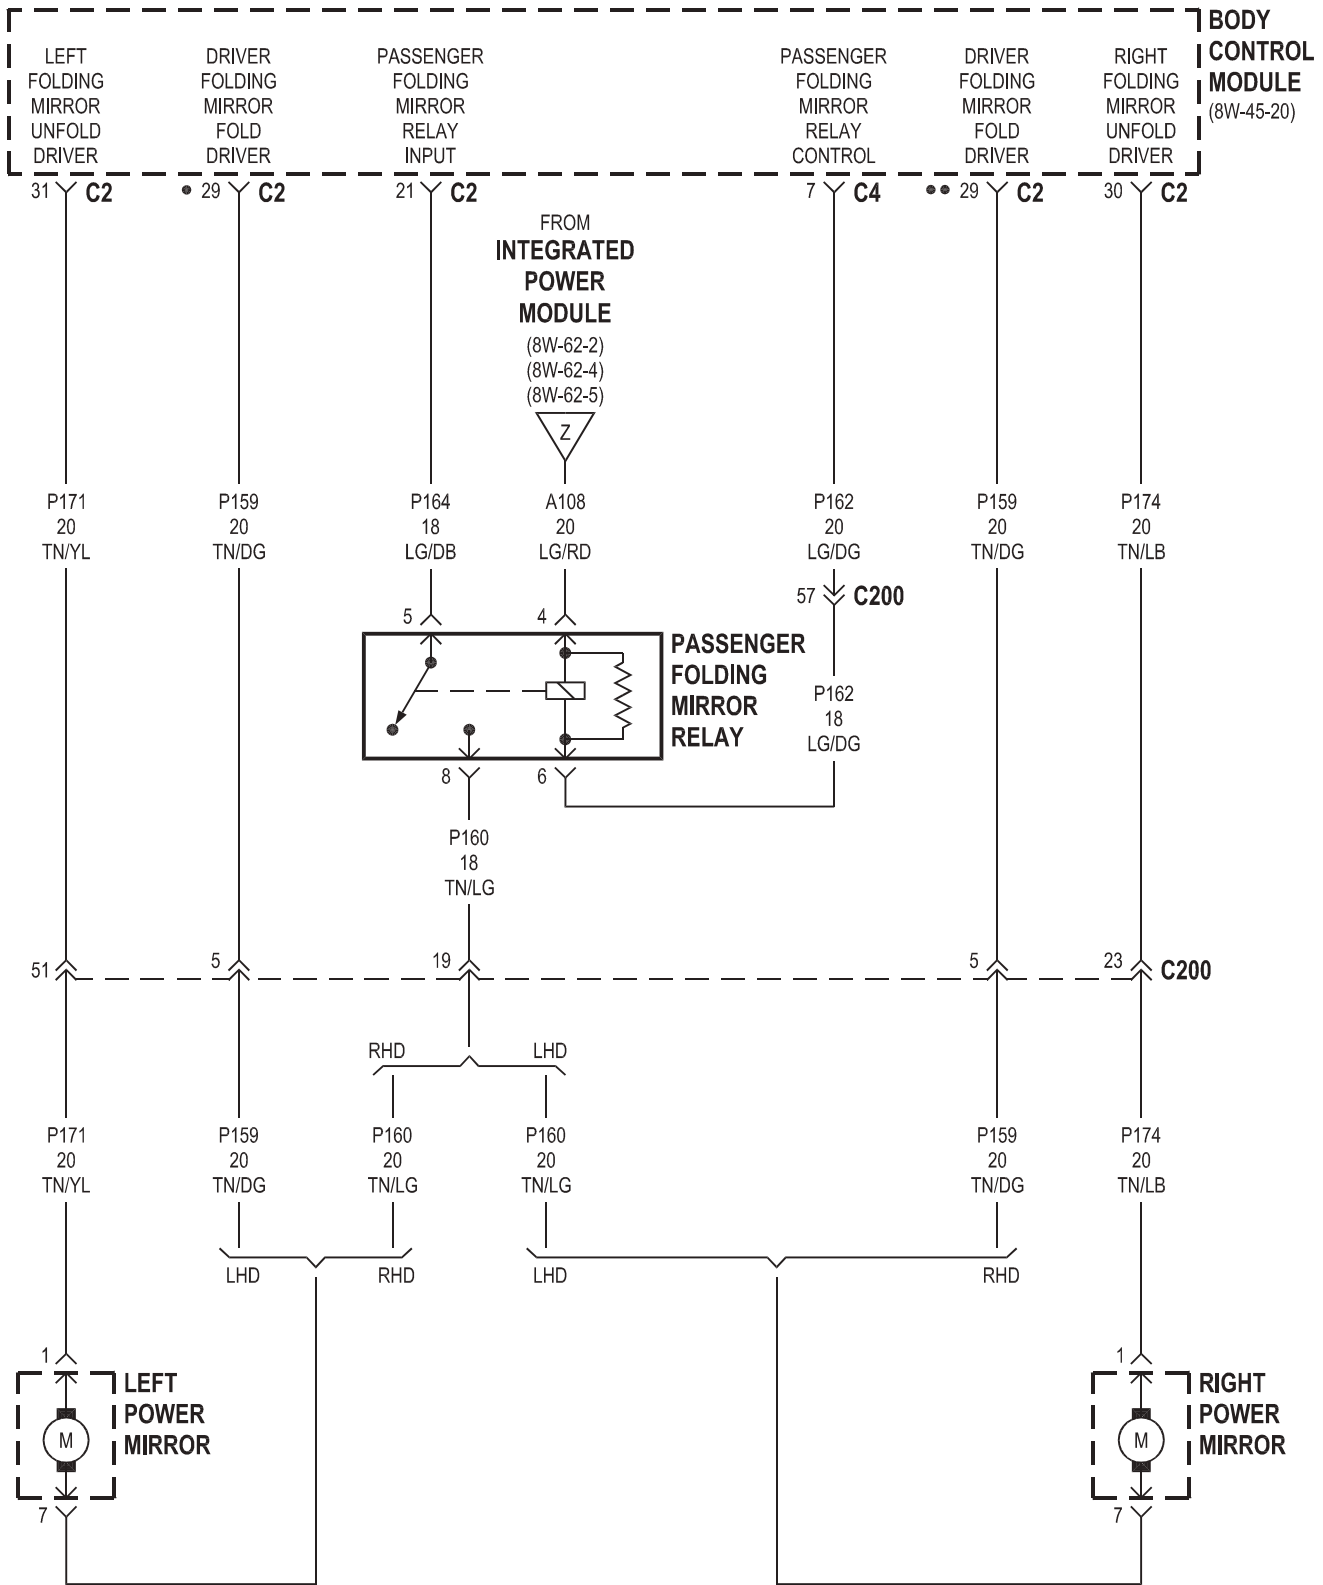 BODY
CONTROL
MODULE
(8W-45-20)
LEFT
FOLDING
MIRROR
UNFOLD
DRIVER
DRIVER
FOLDING
MIRROR
FOLD
DRIVER
PASSENGER
FOLDING
MIRROR
RELAY
INPUT
PASSENGER
FOLDING
MIRROR
RELAY
CONTROL
DRIVER
FOLDING
MIRROR
FOLD
DRIVER
RIGHT
FOLDING
MIRROR
UNFOLD
DRIVER
31 C2
• 29 C2
21 C2
7 C4
•• 29 C2
30 C2
FROM
INTEGRATED
POWER
MODULE
(8W-62-2)
(8W-62-4)
(8W-62-5)
Z
P171
20
TN/YL
P159
20
TN/DG
P164
18
LG/DB
A108
20
LG/RD
P162
20
LG/DG
P159
20
TN/DG
P174
20
TN/LB
57 C200
5
4
PASSENGER
FOLDING
MIRROR
RELAY
P162
18
LG/DG
8
6
P160
18
TN/LG
51
5
19
5
23
C200
RHD
LHD
P171
20
TN/YL
P159
20
TN/DG
P160
20
TN/LG
P160
20
TN/LG
P159
20
TN/DG
P174
20
TN/LB
LHD
RHD
LHD
RHD
1
LEFT
POWER
MIRROR
M
7
1
RIGHT
POWER
MIRROR
M
7